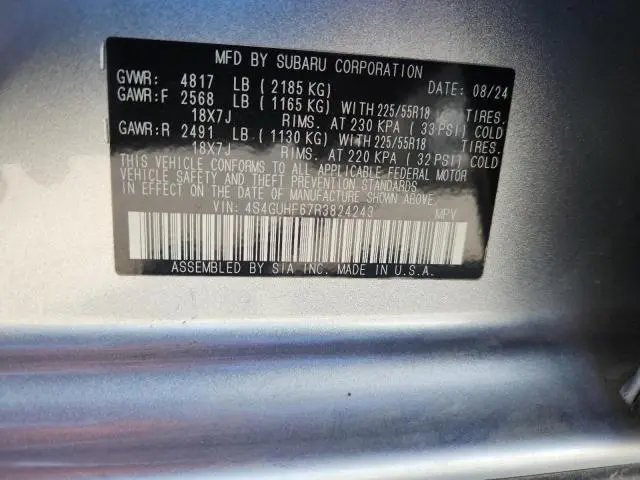 MFD BY SUBARU CORPORATION
GVWR: 4817 LB ( 2185 KG) DATE: 08/24
GAWR:F 2568 LB ( 1165 KG) WITH 225/55R18 TIRES.
18X7J RIMS. AT 230 KPA ( 33 PSI) COLD
GAWR:R 2491 LB ( 1130 KG) WITH 225/55R18 TIRES.
18X7J RIMS. AT 220 KPA ( 32 PSI) COLD
THIS VEHICLE CONFORMS TO ALL APPLICABLE FEDERAL MOTOR
VEHICLE SAFETY AND THEFT PREVENTION STANDARDS
IN EFFECT ON THE DATE OF MANUFACTURE SHOWN ABOVE.
VIN: 4S4GUHF67R3824243 MPV
ASSEMBLED BY SIA INC. MADE IN U.S.A.